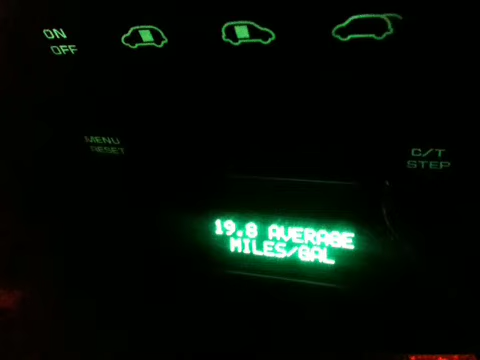 ON
OFF
MENU
RESET
C/T
STEP
19.8 AVERAGE
MILES/GAL